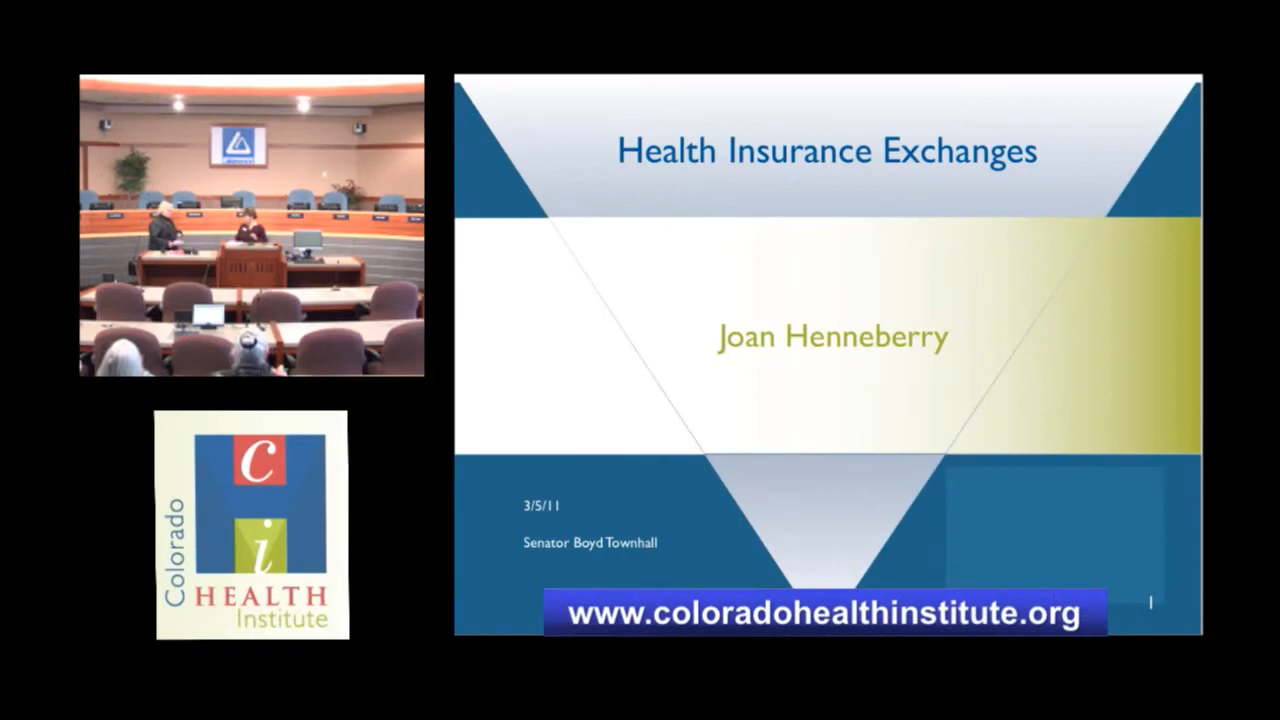 Health Insurance Exchanges
Joan Henneberry
3/5/11
Senator Boyd Townhall
1
www.coloradohealthinstitute.org
c
i
Colorado
HEALTH
Institute